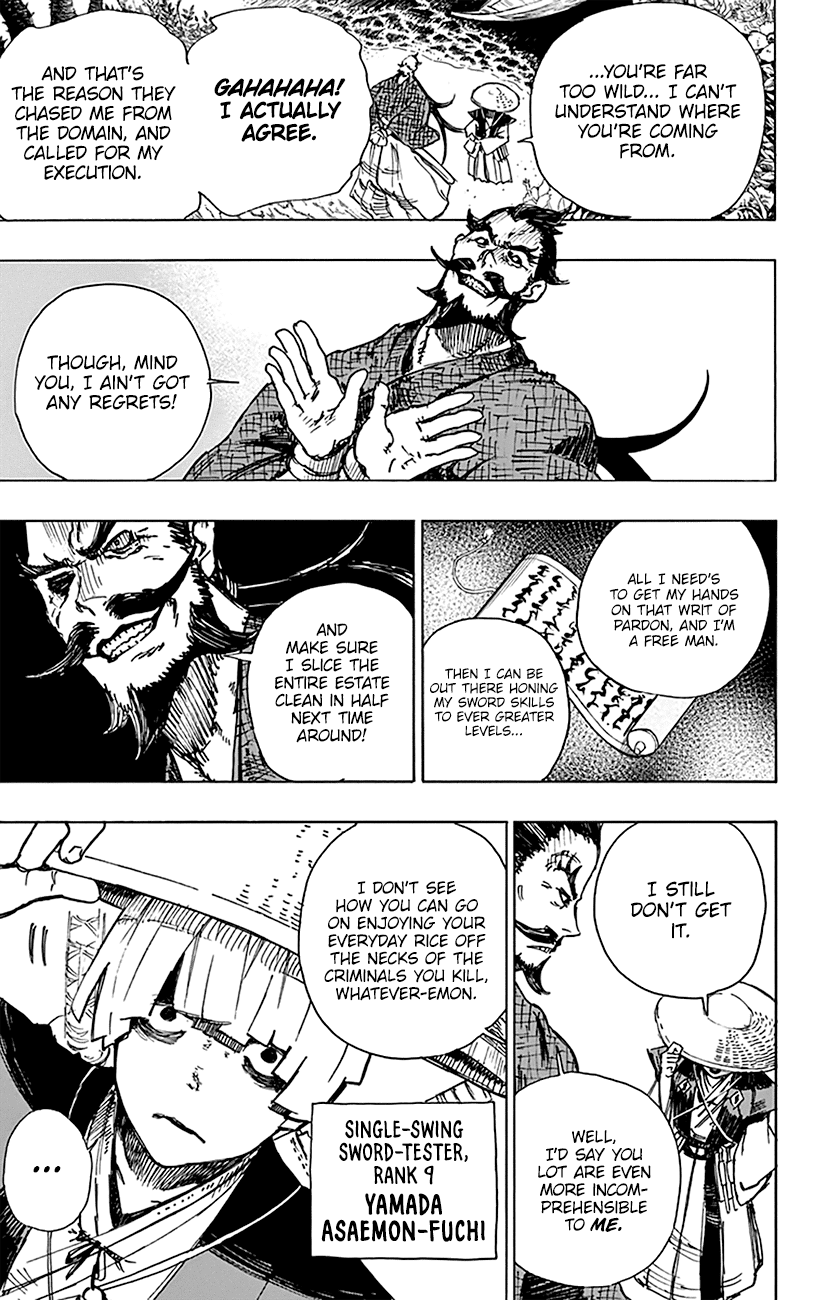 ...YOU'RE FAR
TOO WILD... I CAN'T
UNDERSTAND WHERE
YOU'RE COMING
FROM.
GAHAHAHA!
I ACTUALLY
AGREE.
AND THAT'S
THE REASON THEY
CHASED ME FROM
THE DOMAIN, AND
CALLED FOR MY
EXECUTION.
THOUGH, MIND
YOU, I AIN'T GOT
ANY REGRETS!
ALL I NEED'S
TO GET MY HANDS
ON THAT WRIT OF
PARDON, AND I'M
A FREE MAN.
THEN I CAN BE
OUT THERE HONING
MY SWORD SKILLS
TO EVER GREATER
LEVELS...
AND
MAKE SURE
I SLICE THE
ENTIRE ESTATE
CLEAN IN HALF
NEXT TIME
AROUND!
I STILL
DON'T GET
IT.
WELL,
I'D SAY YOU
LOT ARE EVEN
MORE INCOM-
PREHENSIBLE
TO ME.
I DON'T SEE
HOW YOU CAN GO
ON ENJOYING YOUR
EVERYDAY RICE OFF
THE NECKS OF THE
CRIMINALS YOU KILL,
WHATEVER-EMON.
SINGLE-SWING
SWORD-TESTER,
RANK 9
YAMADA
ASAEMON-FUCHI
...